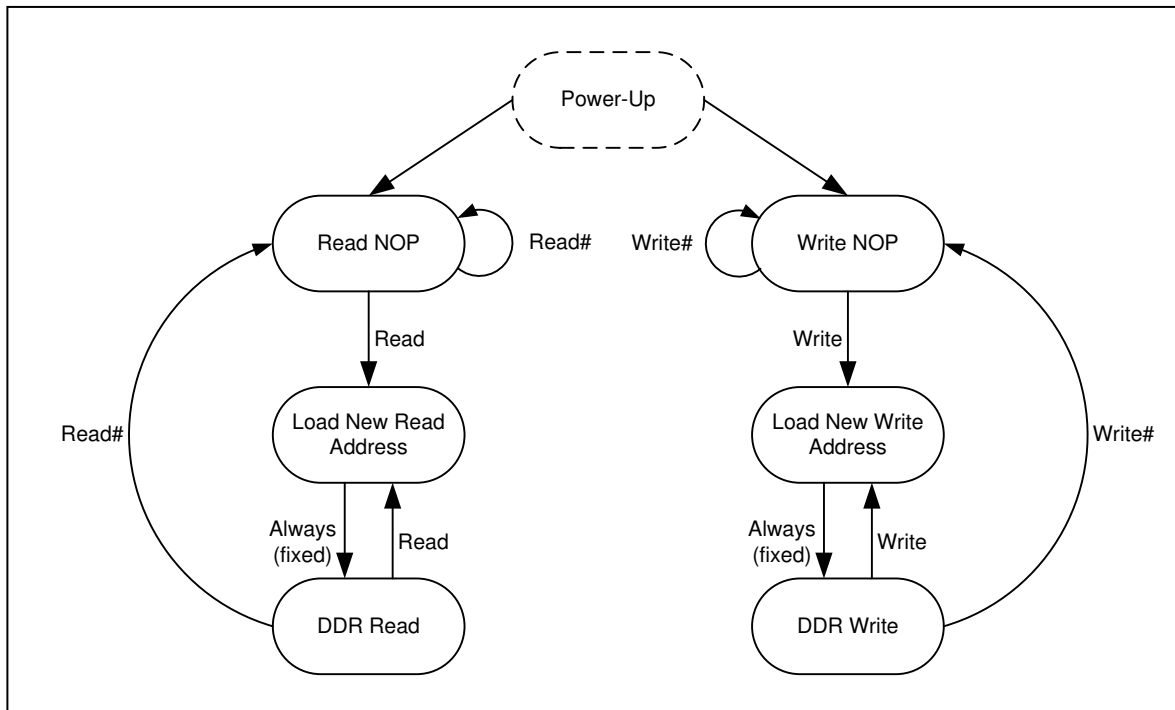 Power-Up
Read NOP
Read#
Write#
Write NOP
Read
Write
Load New Read
Address
Load New Write
Address
Read#
Write#
Always
(fixed)
Read
Always
(fixed)
Write
DDR Read
DDR Write